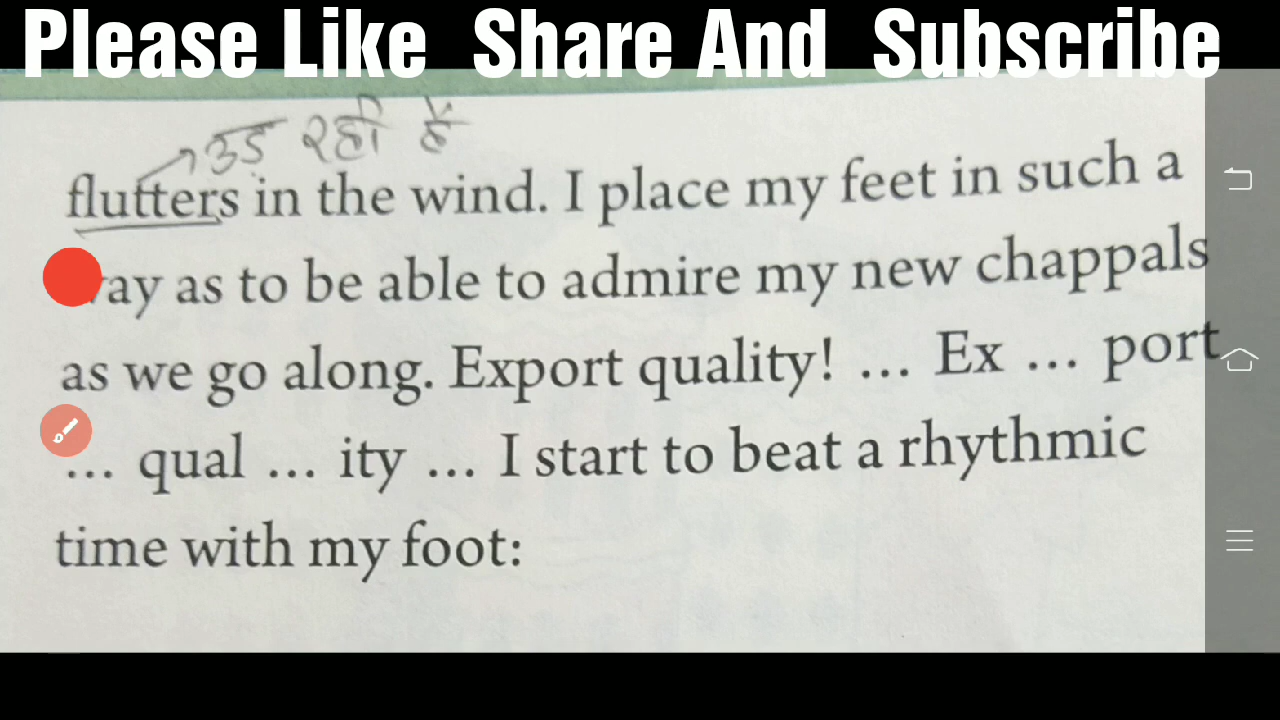 Please Like Share And Subscribe
उड़ रही है
flutters in the wind. I place my feet in such a
way as to be able to admire my new chappals
as we go along. Export quality! ... Ex ... port
... qual ... ity ... I start to beat a rhythmic
time with my foot: